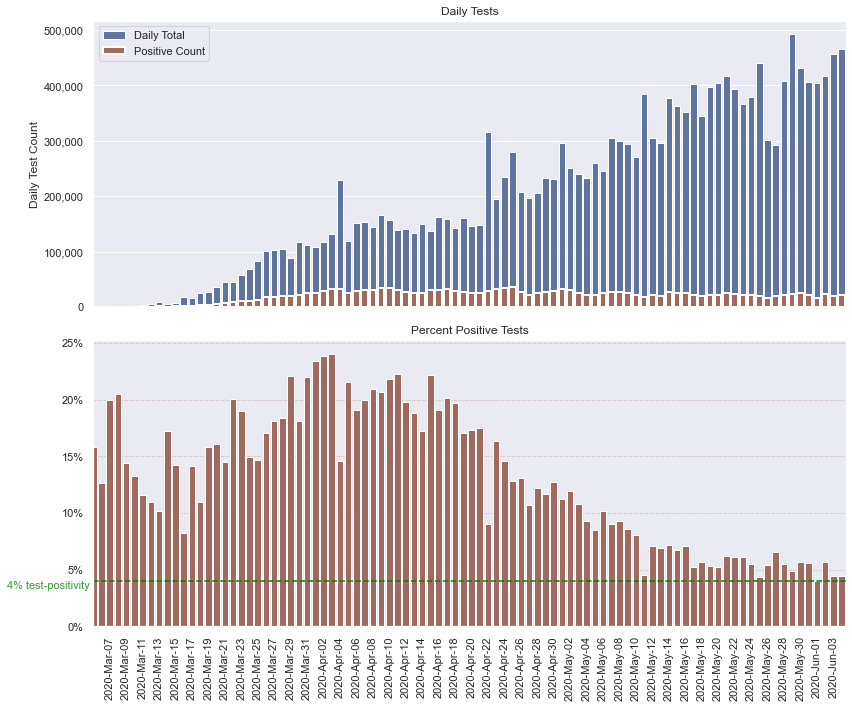 Daily Tests
Daily Total
Positive Count
500,000
400,000
300,000
200,000
100,000
0
Daily Test Count
Percent Positive Tests
25%
20%
15%
10%
5%
4% test-positivity
0%
2020-Mar-07
2020-Mar-09
2020-Mar-11
2020-Mar-13
2020-Mar-15
2020-Mar-17
2020-Mar-19
2020-Mar-21
2020-Mar-23
2020-Mar-25
2020-Mar-27
2020-Mar-29
2020-Mar-31
2020-Apr-02
2020-Apr-04
2020-Apr-06
2020-Apr-08
2020-Apr-10
2020-Apr-12
2020-Apr-14
2020-Apr-16
2020-Apr-18
2020-Apr-20
2020-Apr-22
2020-Apr-24
2020-Apr-26
2020-Apr-28
2020-Apr-30
2020-May-02
2020-May-04
2020-May-06
2020-May-08
2020-May-10
2020-May-12
2020-May-14
2020-May-16
2020-May-18
2020-May-20
2020-May-22
2020-May-24
2020-May-26
2020-May-28
2020-May-30
2020-Jun-01
2020-Jun-03